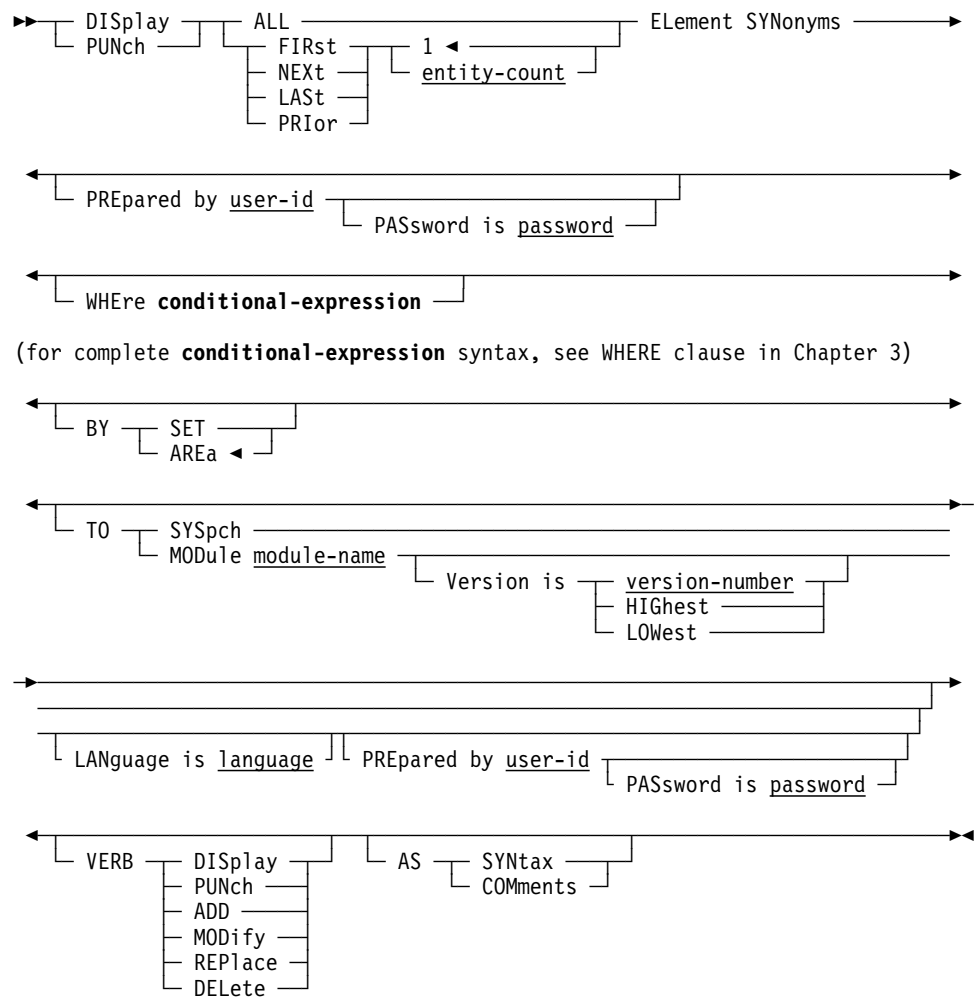 DISplay ALL ELement SYNonyms
PUNch FIRst 1
NEXt entity-count
LASt
PRIor
PREpared by user-id
PASsword is password
WHEre conditional-expression
(for complete conditional-expression syntax, see WHERE clause in Chapter 3)
BY SET
AREa
TO SYSpch
MODule module-name
Version is version-number
HIGhest
LOWest
LANguage is language PREpared by user-id
PASsword is password
VERB DISplay AS SYNtax
PUNch COMments
ADD
MODify
REPlace
DELete